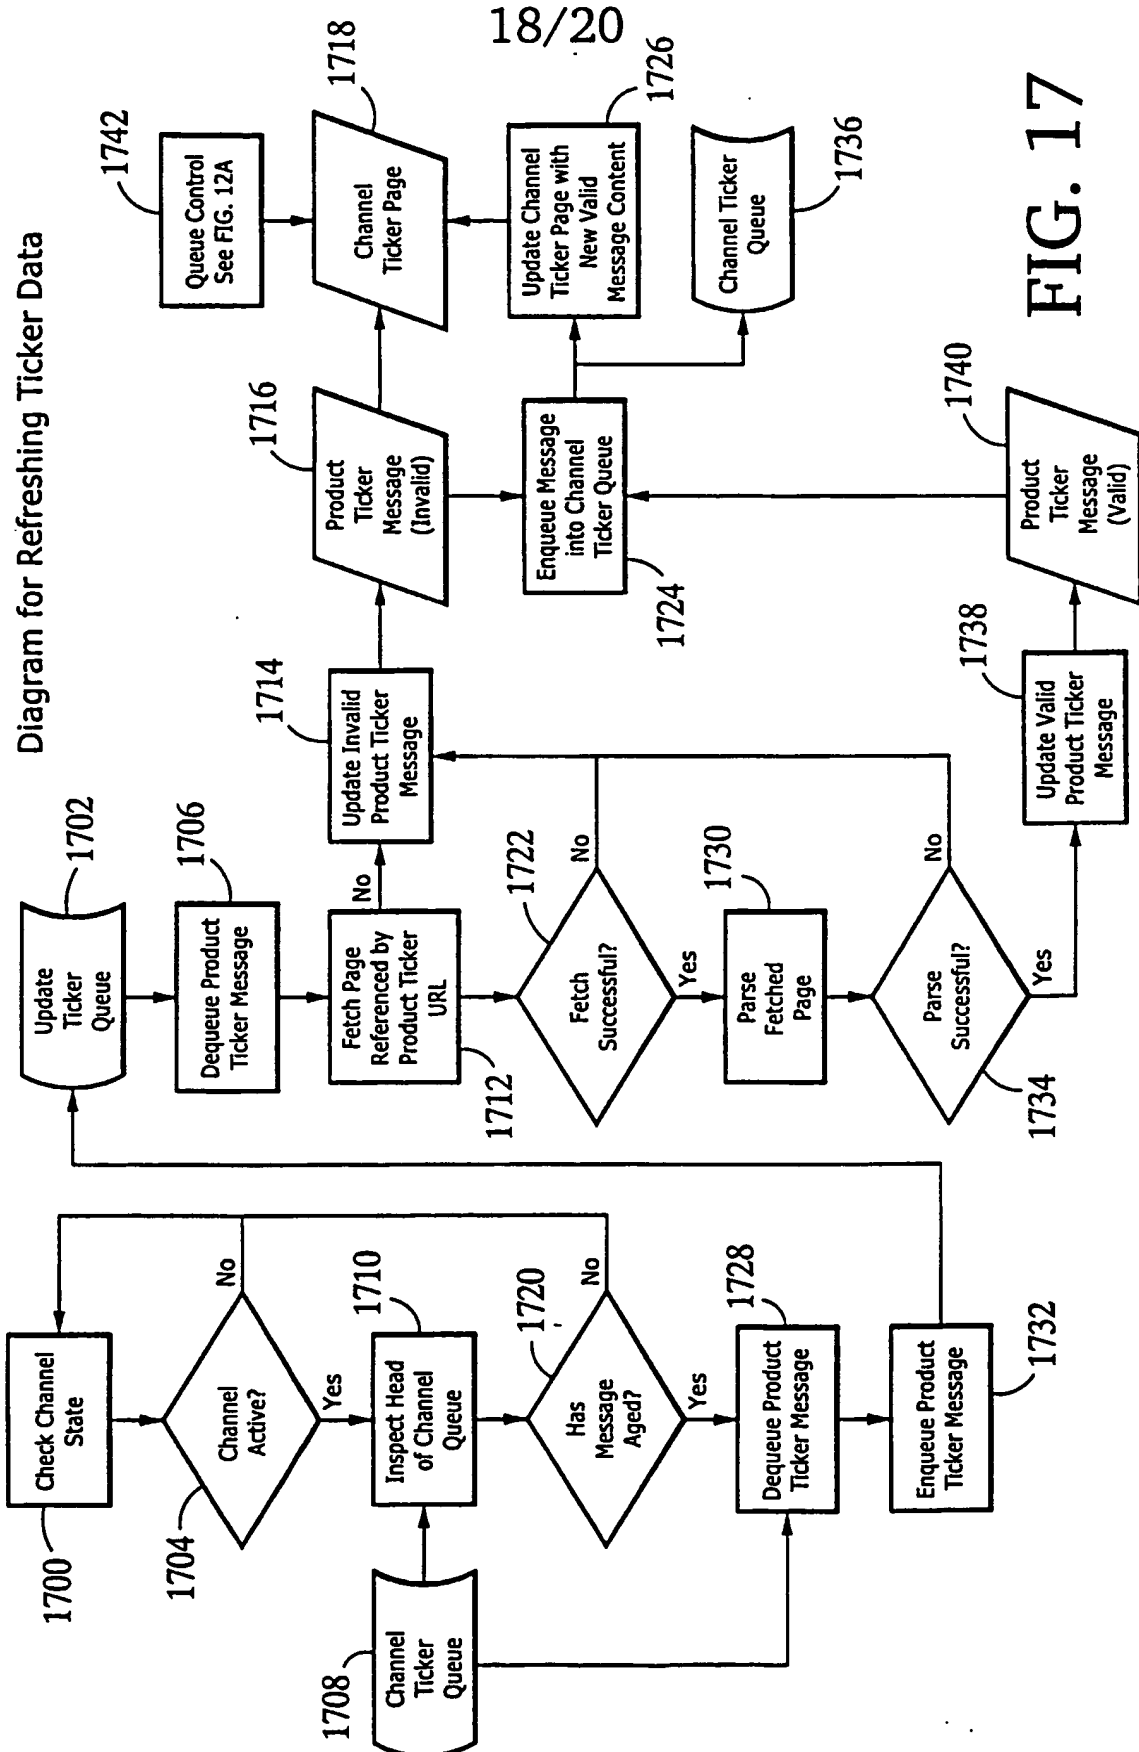 18/20
Diagram for Refreshing Ticker Data
1700
Check Channel
State
1704
Channel
Active?
No
Yes
1708
Channel
Ticker
Queue
1710
Inspect Head
of Channel
Queue
1720
Has
Message
Aged?
No
Yes
1728
Dequeue Product
Ticker Message
1732
Enqueue Product
Ticker Message
1702
Update
Ticker
Queue
1706
Dequeue Product
Ticker Message
1712
Fetch Page
Referenced by
Product Ticker
URL
No
1722
Fetch
Successful?
No
Yes
1730
Parse
Fetched
Page
1734
Parse
Successful?
No
Yes
1714
Update Invalid
Product Ticker
Message
1738
Update Valid
Product Ticker
Message
1716
Product
Ticker
Message
(Invalid)
1724
Enqueue Message
into Channel
Ticker Queue
1740
Product
Ticker
Message
(Valid)
1742
Queue Control
See FIG. 12A
1718
Channel
Ticker Page
1726
Update Channel
Ticker Page with
New Valid
Message Content
1736
Channel Ticker
Queue
FIG. 17